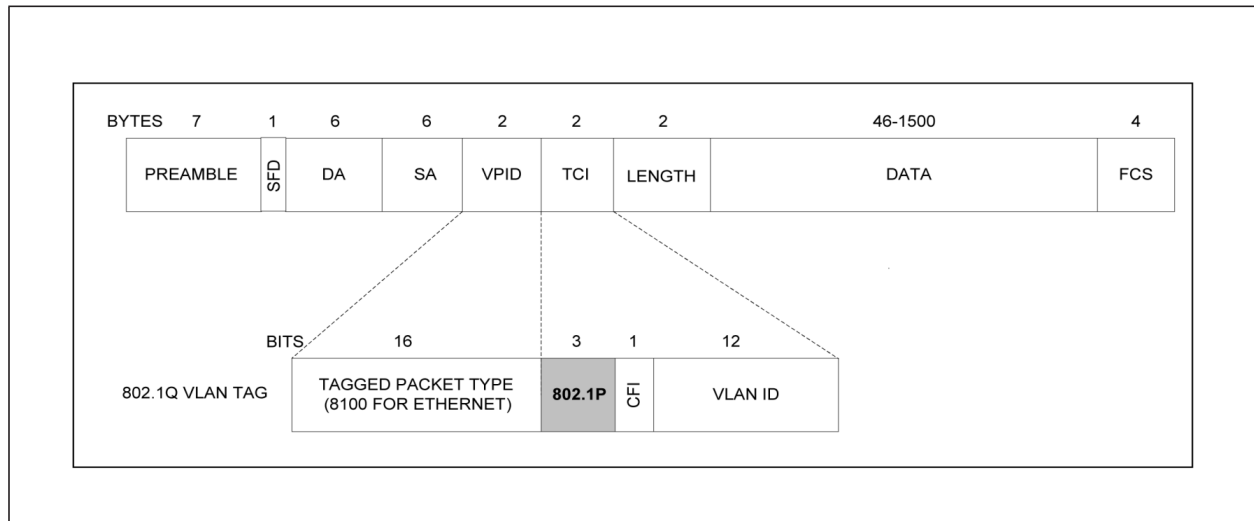 BYTES 7 1 6 6 2 2 2 46-1500 4
PREAMBLE SFD DA SA VPID TCI LENGTH DATA FCS
BITS 16 3 1 12
802.1Q VLAN TAG TAGGED PACKET TYPE 802.1P CFI VLAN ID
(8100 FOR ETHERNET)